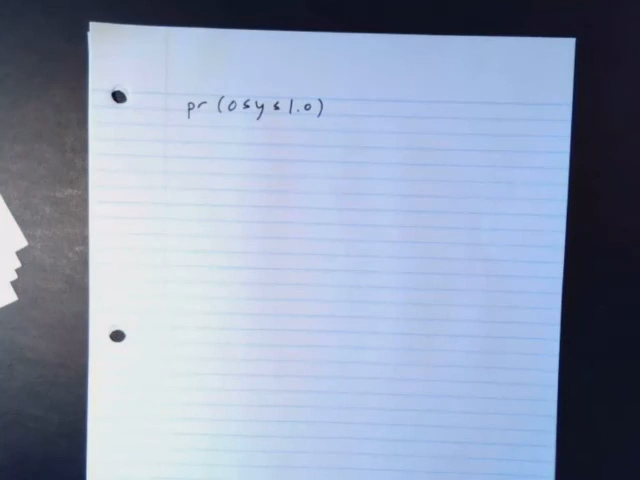 pr (0 ≤ y ≤ 1.0)